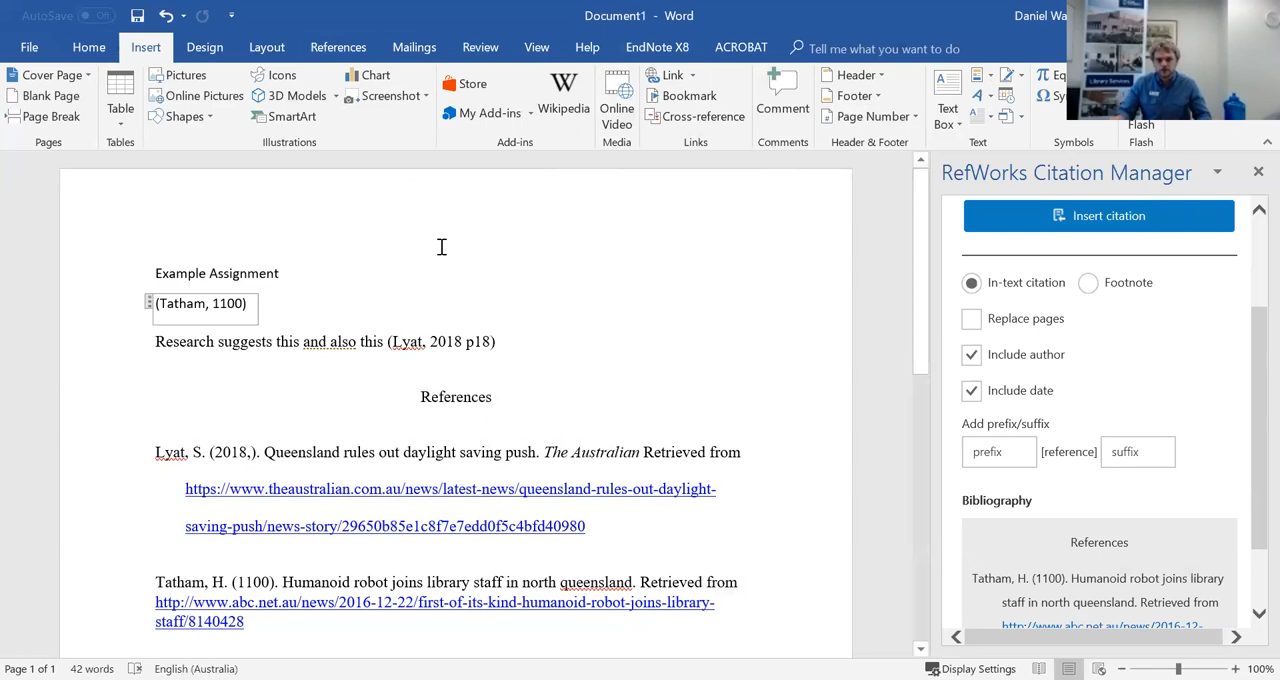 AutoSave Off
Document1 - Word
Daniel Wa
File Home Insert Design Layout References Mailings Review View Help EndNote X8 ACROBAT Tell me what you want to do
Cover Page
Blank Page
Page Break
Pages
Table
Tables
Pictures
Online Pictures
Shapes
Icons
3D Models
SmartArt
Chart
Screenshot
Illustrations
Store
My Add-ins
Wikipedia
Add-ins
Online
Video
Media
Link
Bookmark
Cross-reference
Links
Comment
Comments
Header
Footer
Page Number
Header & Footer
Text
Box
Text
Eq
Sy
Symbols
Flash
Flash
Library Services
Example Assignment
(Tatham, 1100)
Research suggests this and also this (Lyat, 2018 p18)
References
Lyat, S. (2018,). Queensland rules out daylight saving push. The Australian Retrieved from
https://www.theaustralian.com.au/news/latest-news/queensland-rules-out-daylight-
saving-push/news-story/29650b85e1c8f7e7edd0f5c4bfd40980
Tatham, H. (1100). Humanoid robot joins library staff in north queensland. Retrieved from
http://www.abc.net.au/news/2016-12-22/first-of-its-kind-humanoid-robot-joins-library-
staff/8140428
RefWorks Citation Manager
Insert citation
In-text citation Footnote
Replace pages
Include author
Include date
Add prefix/suffix
prefix [reference] suffix
Bibliography
References
Tatham, H. (1100). Humanoid robot joins library
staff in north queensland. Retrieved from
http://www.abc.net.au/news/2016-12-
Page 1 of 1 42 words English (Australia) Display Settings 100%